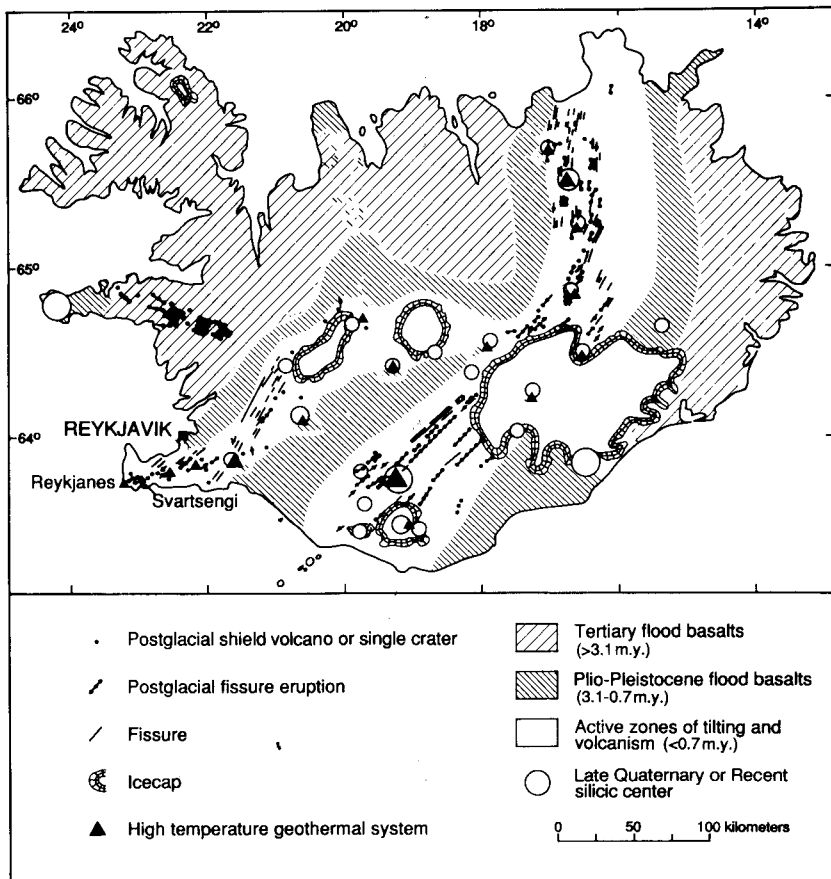 24° 22° 20° 18° 16° 14°
66°
65°
64°
REYKJAVIK
Reykjanes
Svartsengi
Postglacial shield volcano or single crater
Postglacial fissure eruption
Fissure
Icecap
High temperature geothermal system
Tertiary flood basalts
(>3.1 m.y.)
Plio-Pleistocene flood basalts
(3.1-0.7 m.y.)
Active zones of tilting and
volcanism (<0.7 m.y.)
Late Quaternary or Recent
silicic center
0 50 100 kilometers